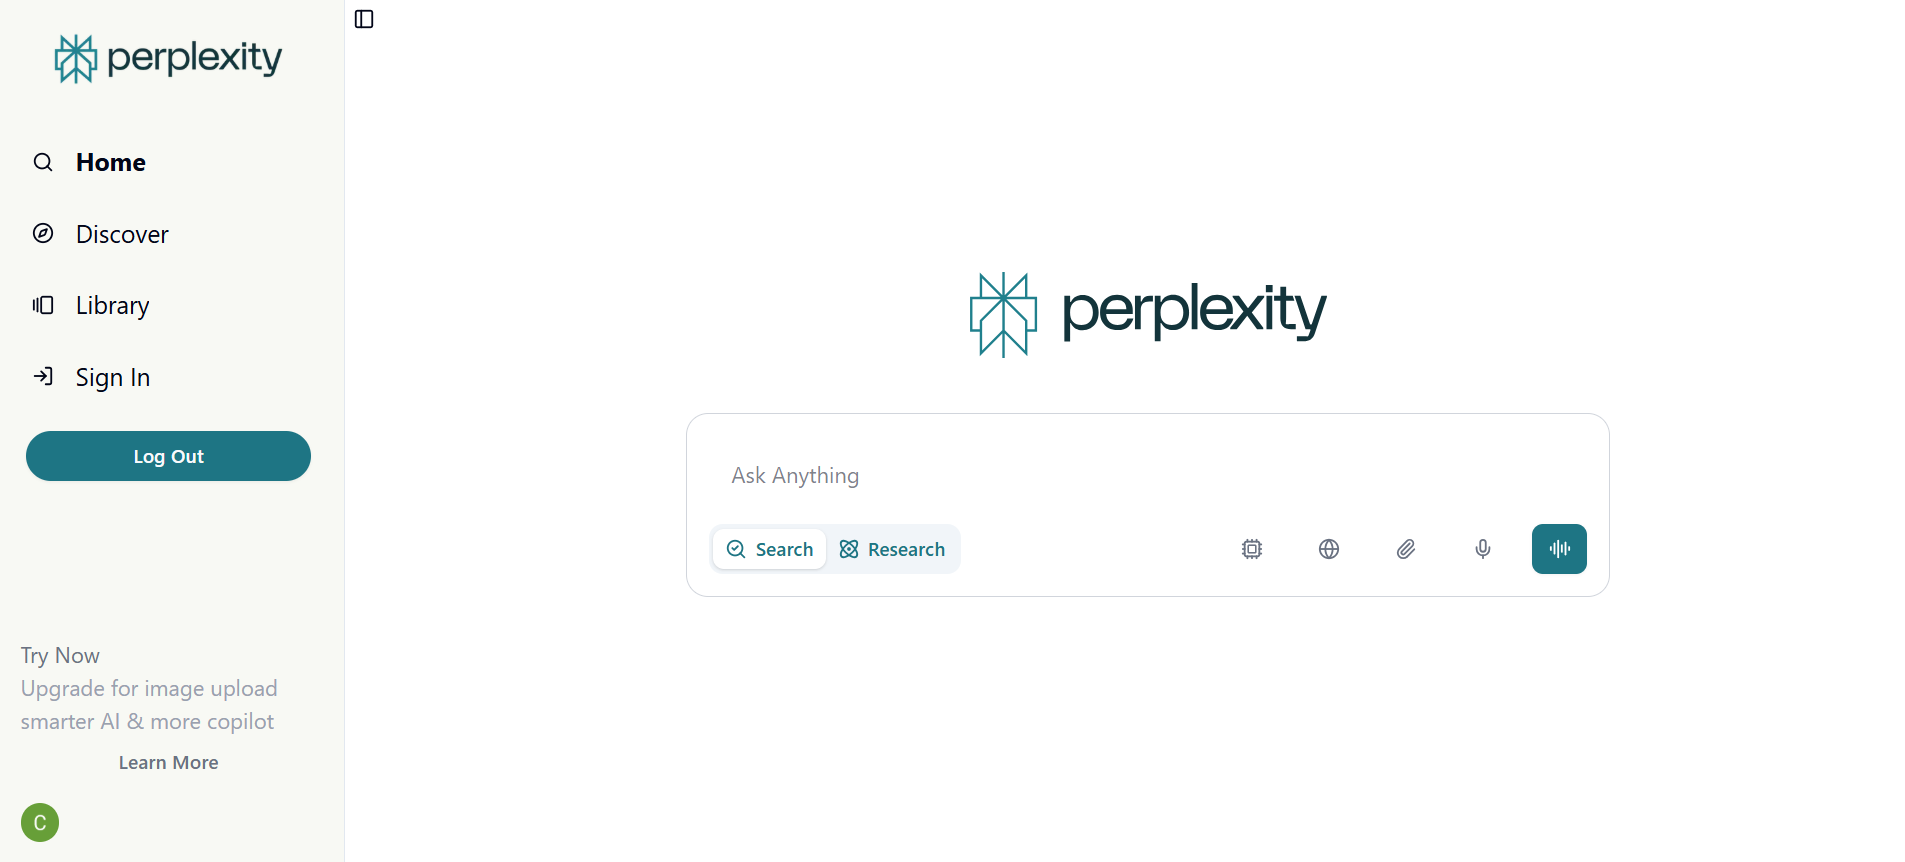 perplexity
Home
Discover
Library
Sign In
Log Out
Try Now
Upgrade for image upload
smarter AI & more copilot
Learn More
C
perplexity
Ask Anything
Search
Research